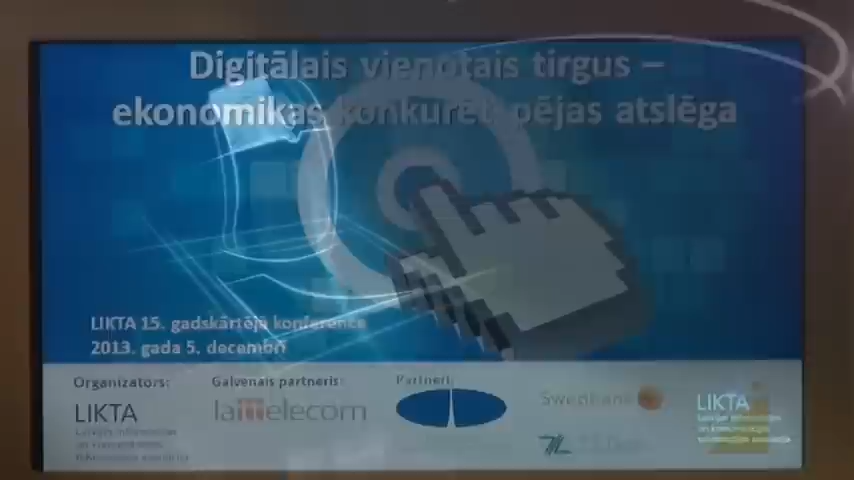 Digitālais vienotais tirgus –
ekonomikas konkurētspējas atslēga
LIKTA 15. gadskārtējā konference
2013. gada 5. decembrī
Organizators:
Galvenais partneris:
Partneri:
LIKTA
lattelecom
Swedbank
LIKTA